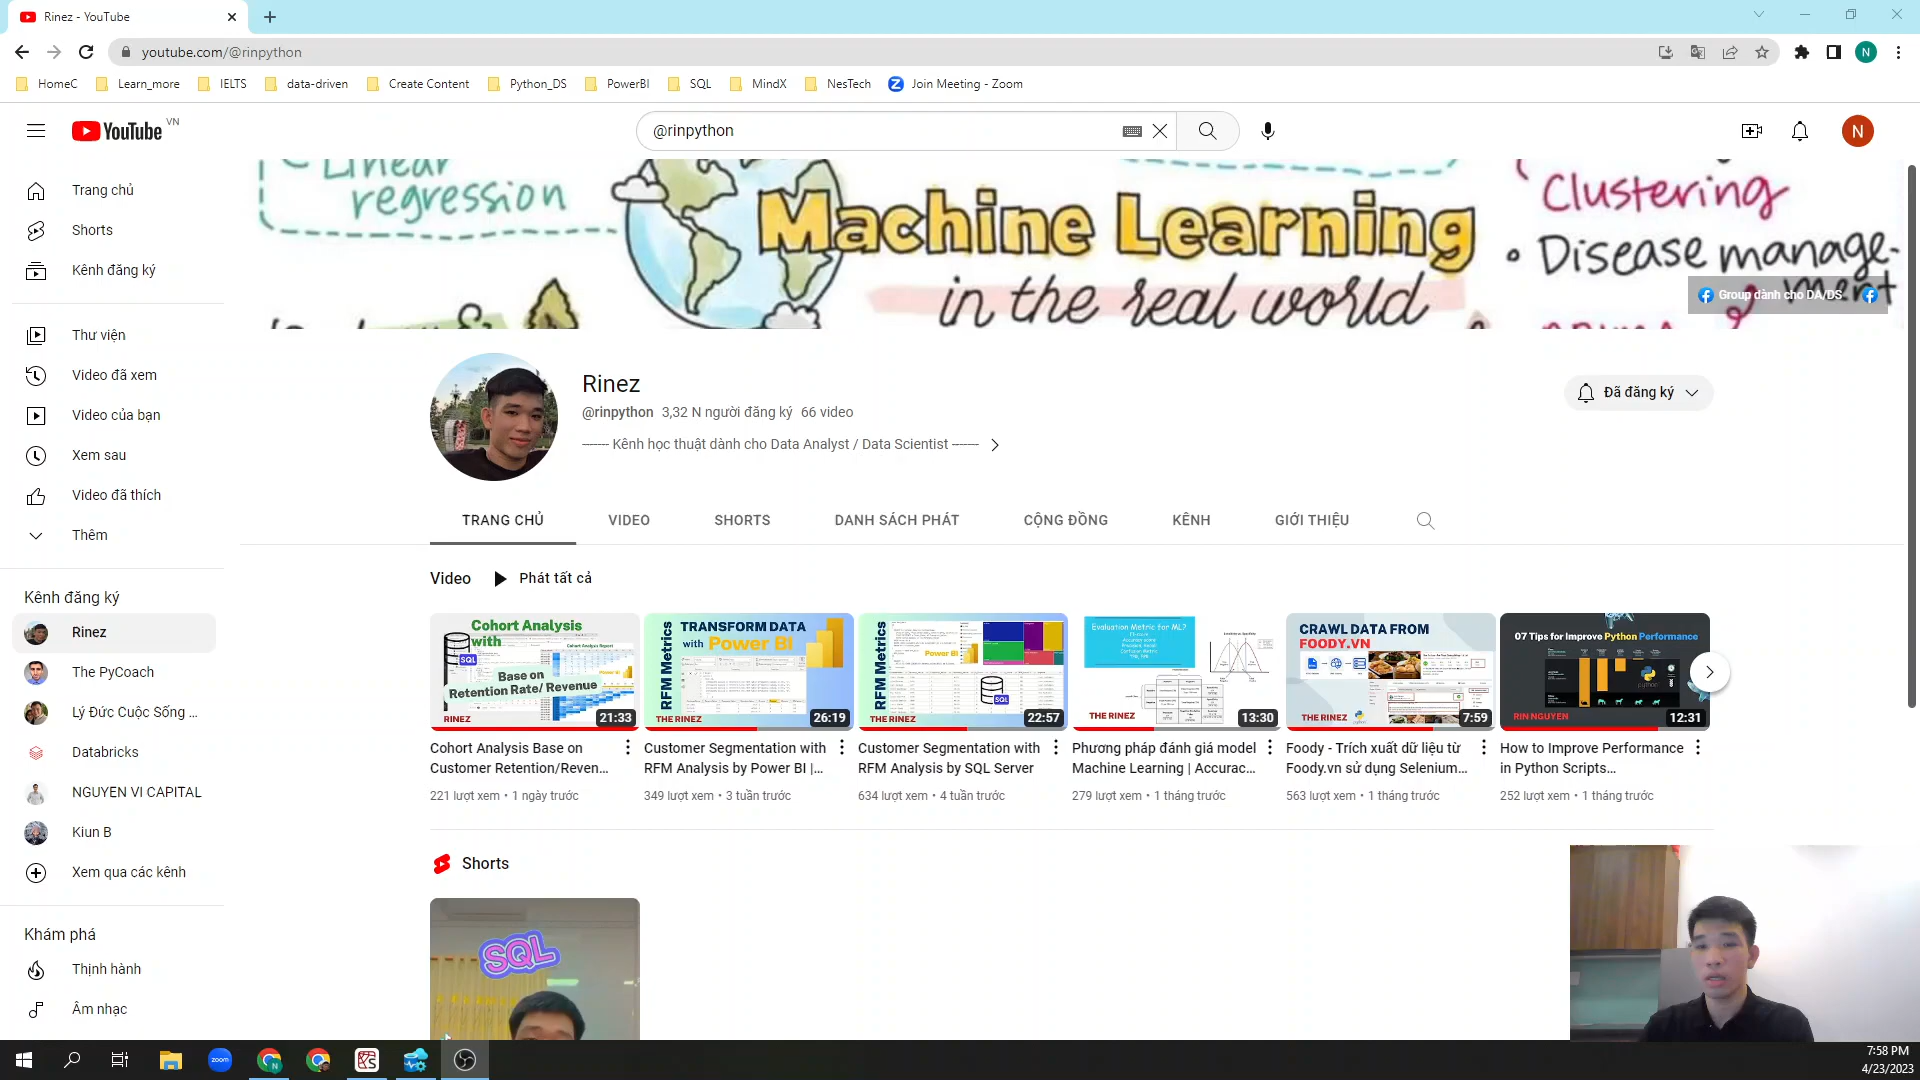 Rinez - YouTube
youtube.com/@rinpython
HomeC Learn_more IELTS data-driven Create Content Python_DS PowerBI SQL MindX NesTech Join Meeting - Zoom
N
YouTube VN
@rinpython
N
Linear
regression
Machine Learning
in the real world
Clustering
• Disease manage-
ment
Group dành cho DA/DS
Trang chủ
Shorts
Kênh đăng ký
Thư viện
Video đã xem
Video của bạn
Xem sau
Video đã thích
Thêm
Kênh đăng ký
Rinez
The PyCoach
Lý Đức Cuộc Sống ...
Databricks
NGUYEN VI CAPITAL
Kiun B
Xem qua các kênh
Khám phá
Thịnh hành
Âm nhạc
Rinez
@rinpython 3,32 N người đăng ký 66 video
------- Kênh học thuật dành cho Data Analyst / Data Scientist -------
Đã đăng ký
TRANG CHỦ VIDEO SHORTS DANH SÁCH PHÁT CỘNG ĐỒNG KÊNH GIỚI THIỆU
Video Phát tất cả
Cohort Analysis
with
SQL
Base on
Retention Rate/ Revenue
RINEZ
21:33
RFM Metrics
TRANSFORM DATA
with Power BI
THE RINEZ
26:19
RFM Metrics
Power BI
SQL
THE RINEZ
22:57
Evaluation Metric for ML?
THE RINEZ
13:30
CRAWL DATA FROM
FOODY.VN
THE RINEZ
7:59
07 Tips for Improve Python Performance
RIN NGUYEN
12:31
Cohort Analysis Base on
Customer Retention/Reven...
221 lượt xem • 1 ngày trước
Customer Segmentation with
RFM Analysis by Power BI |...
349 lượt xem • 3 tuần trước
Customer Segmentation with
RFM Analysis by SQL Server
634 lượt xem • 4 tuần trước
Phương pháp đánh giá model
Machine Learning | Accurac...
279 lượt xem • 1 tháng trước
Foody - Trích xuất dữ liệu từ
Foody.vn sử dụng Selenium...
563 lượt xem • 1 tháng trước
How to Improve Performance
in Python Scripts...
252 lượt xem • 1 tháng trước
Shorts
SQL
zoom
7:58 PM
4/23/2023